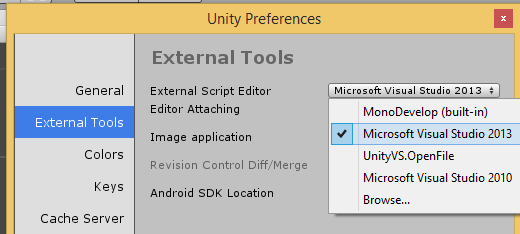 Unity Preferences
x
External Tools
General
External Tools
Colors
Keys
Cache Server
External Script Editor
Microsoft Visual Studio 2013
Editor Attaching
Image application
Revision Control Diff/Merge
Android SDK Location
MonoDevelop (built-in)
Microsoft Visual Studio 2013
UnityVS.OpenFile
Microsoft Visual Studio 2010
Browse...